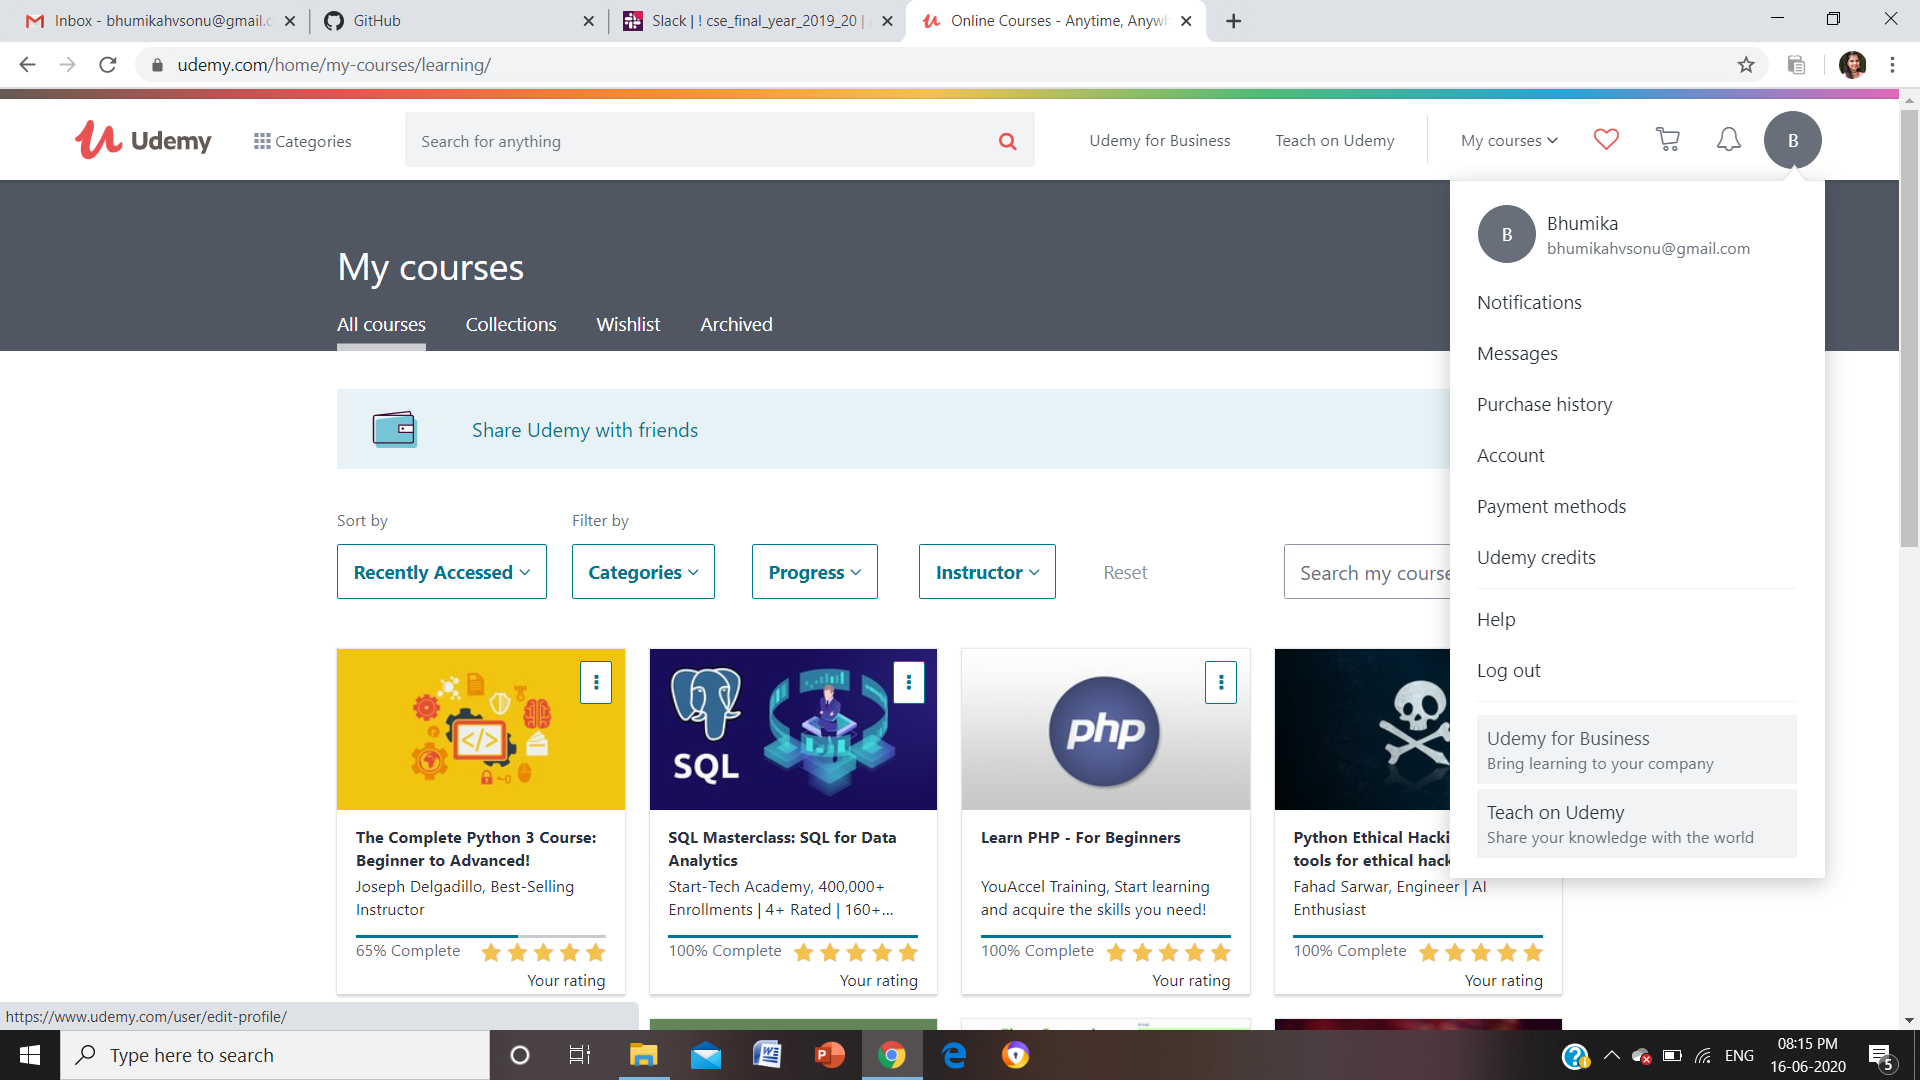 Inbox - bhumikahvsonu@gmail.c
GitHub
Slack | ! cse_final_year_2019_20 |
Online Courses - Anytime, Anywh
udemy.com/home/my-courses/learning/
Udemy
Categories
Search for anything
Udemy for Business
Teach on Udemy
My courses
B
My courses
All courses
Collections
Wishlist
Archived
B
Bhumika
bhumikahvsonu@gmail.com
Notifications
Messages
Purchase history
Account
Payment methods
Udemy credits
Help
Log out
Udemy for Business
Bring learning to your company
Teach on Udemy
Share your knowledge with the world
Share Udemy with friends
Sort by
Filter by
Recently Accessed
Categories
Progress
Instructor
Reset
Search my course
</>
SQL
php
The Complete Python 3 Course:
Beginner to Advanced!
Joseph Delgadillo, Best-Selling
Instructor
65% Complete
Your rating
SQL Masterclass: SQL for Data
Analytics
Start-Tech Academy, 400,000+
Enrollments | 4+ Rated | 160+...
100% Complete
Your rating
Learn PHP - For Beginners
YouAccel Training, Start learning
and acquire the skills you need!
100% Complete
Your rating
Python Ethical Hacki
tools for ethical hack
Fahad Sarwar, Engineer | AI
Enthusiast
100% Complete
Your rating
https://www.udemy.com/user/edit-profile/
Type here to search
ENG
08:15 PM
16-06-2020
5